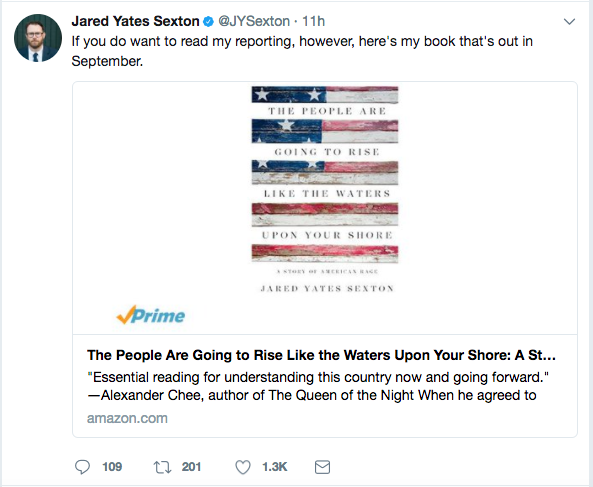 Jared Yates Sexton @JYSexton · 11h
If you do want to read my reporting, however, here's my book that's out in
September.
THE PEOPLE ARE
GOING TO RISE
LIKE THE WATERS
UPON YOUR SHORE
A STORY OF AMERICAN RAGE
JARED YATES SEXTON
Prime
The People Are Going to Rise Like the Waters Upon Your Shore: A St...
"Essential reading for understanding this country now and going forward."
—Alexander Chee, author of The Queen of the Night When he agreed to
amazon.com
109 201 1.3K